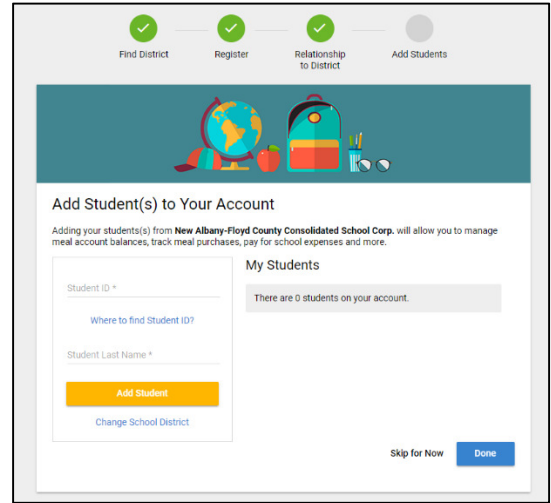 Find District
Register
Relationship
to District
Add Students
Add Student(s) to Your Account
Adding your students(s) from New Albany-Floyd County Consolidated School Corp. will allow you to manage
meal account balances, track meal purchases, pay for school expenses and more.
Student ID *
Where to find Student ID?
Student Last Name *
Add Student
Change School District
My Students
There are 0 students on your account.
Skip for Now
Done